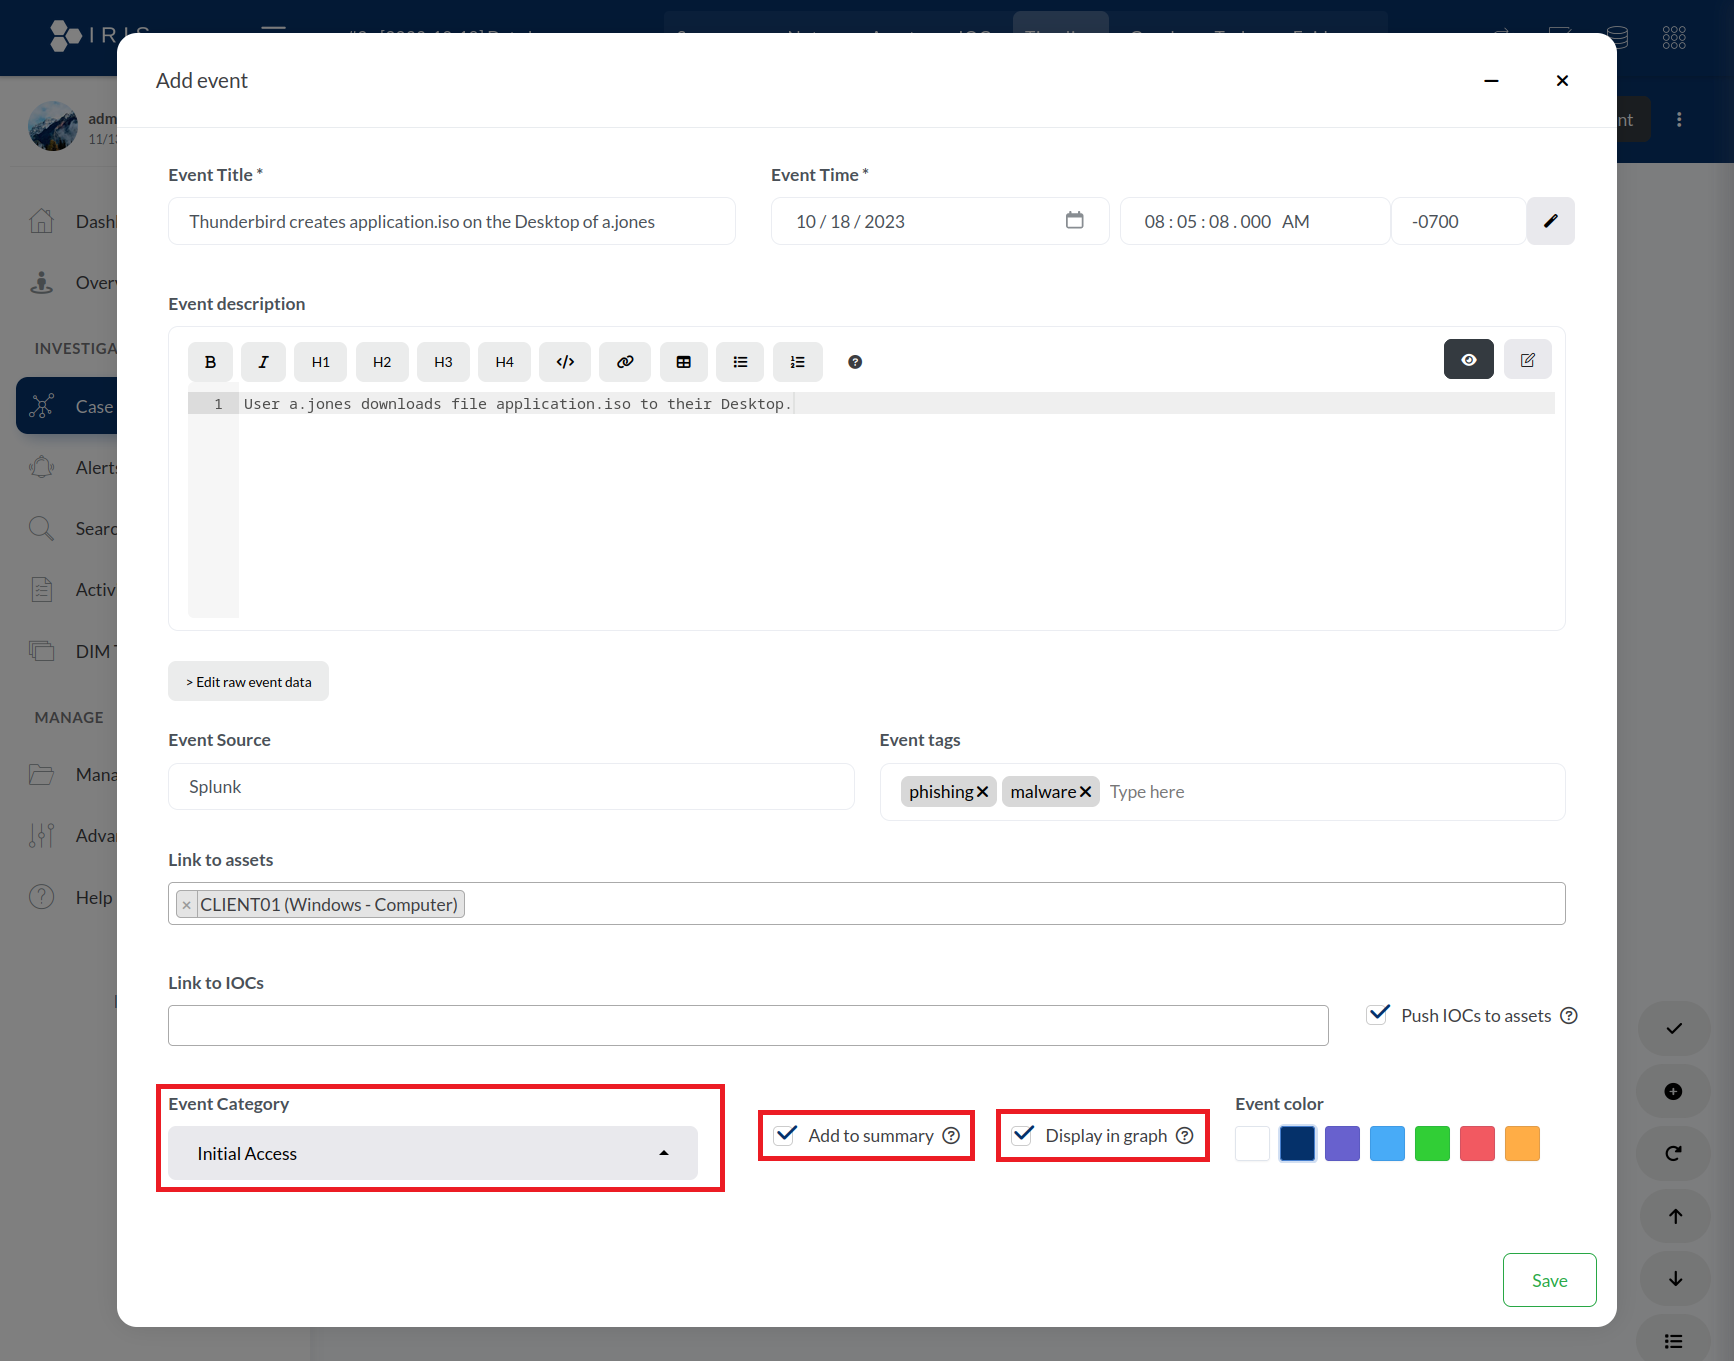 IRIS
Add event
adm
11/1
nt
Event Title *
Event Time *
Dash
Thunderbird creates application.iso on the Desktop of a.jones
10 / 18 / 2023
08 : 05 : 08 . 000 AM
-0700
Over
Event description
INVESTIGA
B I H1 H2 H3 H4 </>
Case
1 User a.jones downloads file application.iso to their Desktop.
Alerts
Searc
Activ
DIM T
> Edit raw event data
MANAGE
Event Source
Event tags
Mana
Splunk
phishing malware Type here
Adva
Link to assets
Help
× CLIENT01 (Windows - Computer)
Link to IOCs
Push IOCs to assets ?
Event Category
Event color
Initial Access
Add to summary ?
Display in graph ?
Save